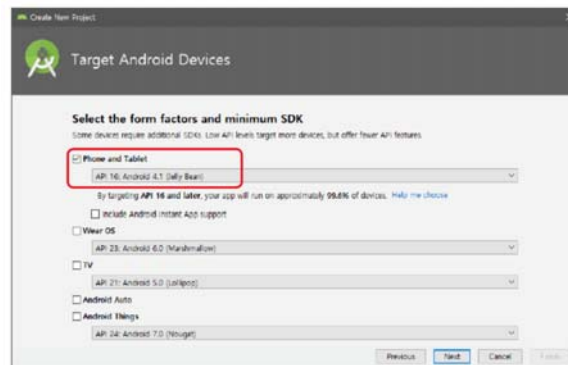 Create New Project
Target Android Devices
Select the form factors and minimum SDK
Some devices require additional SDKs. Low API levels target more devices, but offer fewer API features
Phone and Tablet
API 16: Android 4.1 (Jelly Bean)
By targeting API 16 and later, your app will run on approximately 99.6% of devices. Help me choose
Include Android Instant App support
Wear OS
API 23: Android 6.0 (Marshmallow)
TV
API 21: Android 5.0 (Lollipop)
Android Auto
Android Things
API 24: Android 7.0 (Nougat)
Previous Next Cancel